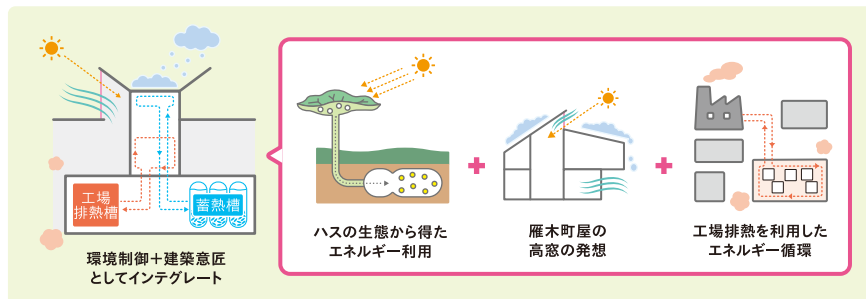 工場
排熱槽
蓄熱槽
環境制御+建築意匠
としてインテグレート
ハスの生態から得た
エネルギー利用
雁木町屋の
高窓の発想
工場排熱を利用した
エネルギー循環